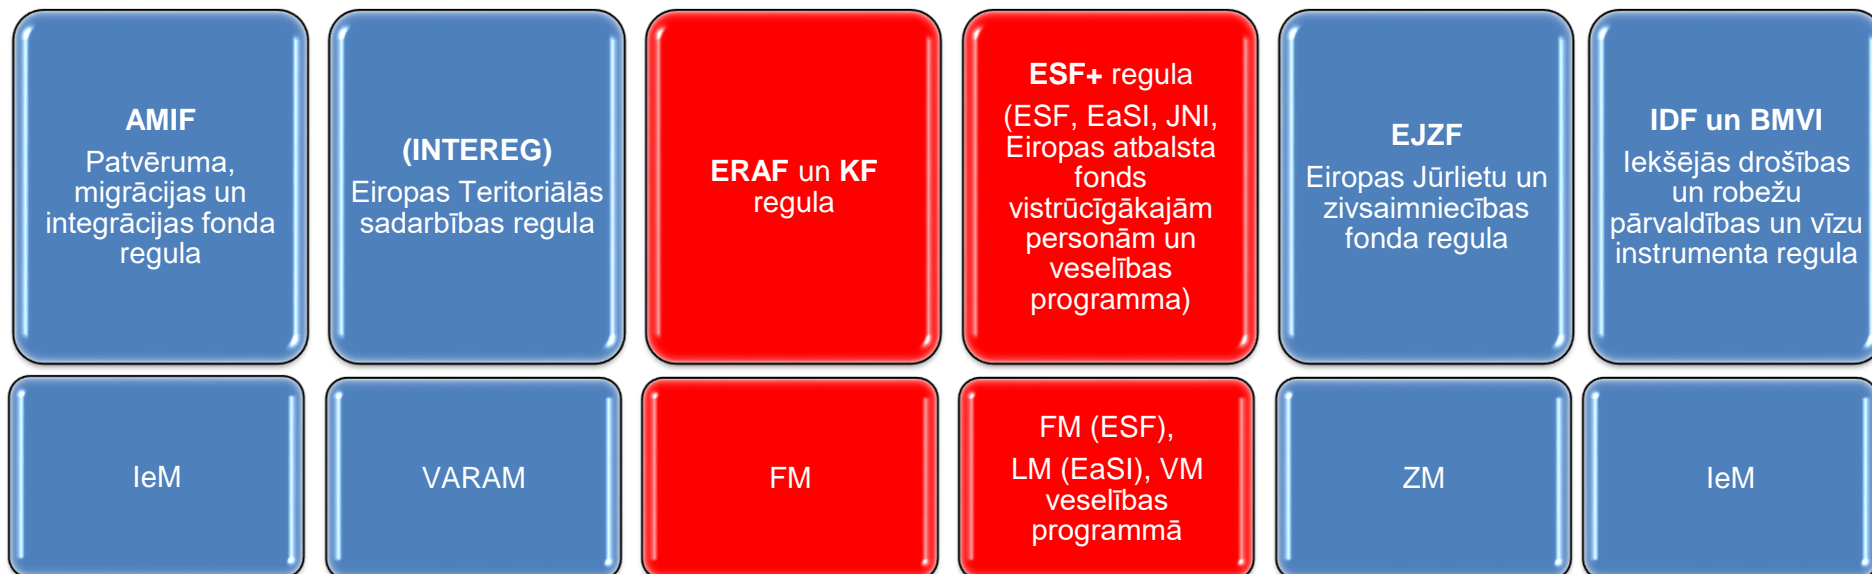 AMIF
Patvēruma,
migrācijas un
integrācijas fonda
regula
(INTEREG)
Eiropas Teritoriālās
sadarbības regula
ERAF un KF
regula
ESF+ regula
(ESF, EaSI, JNI,
Eiropas atbalsta
fonds
vistrūcīgākajām
personām un
veselības
programma)
EJZF
Eiropas Jūrlietu un
zivsaimniecības
fonda regula
IDF un BMVI
Iekšējās drošības
un robežu
pārvaldības un vīzu
instrumenta regula
IeM
VARAM
FM
FM (ESF),
LM (EaSI), VM
veselības
programmā
ZM
IeM